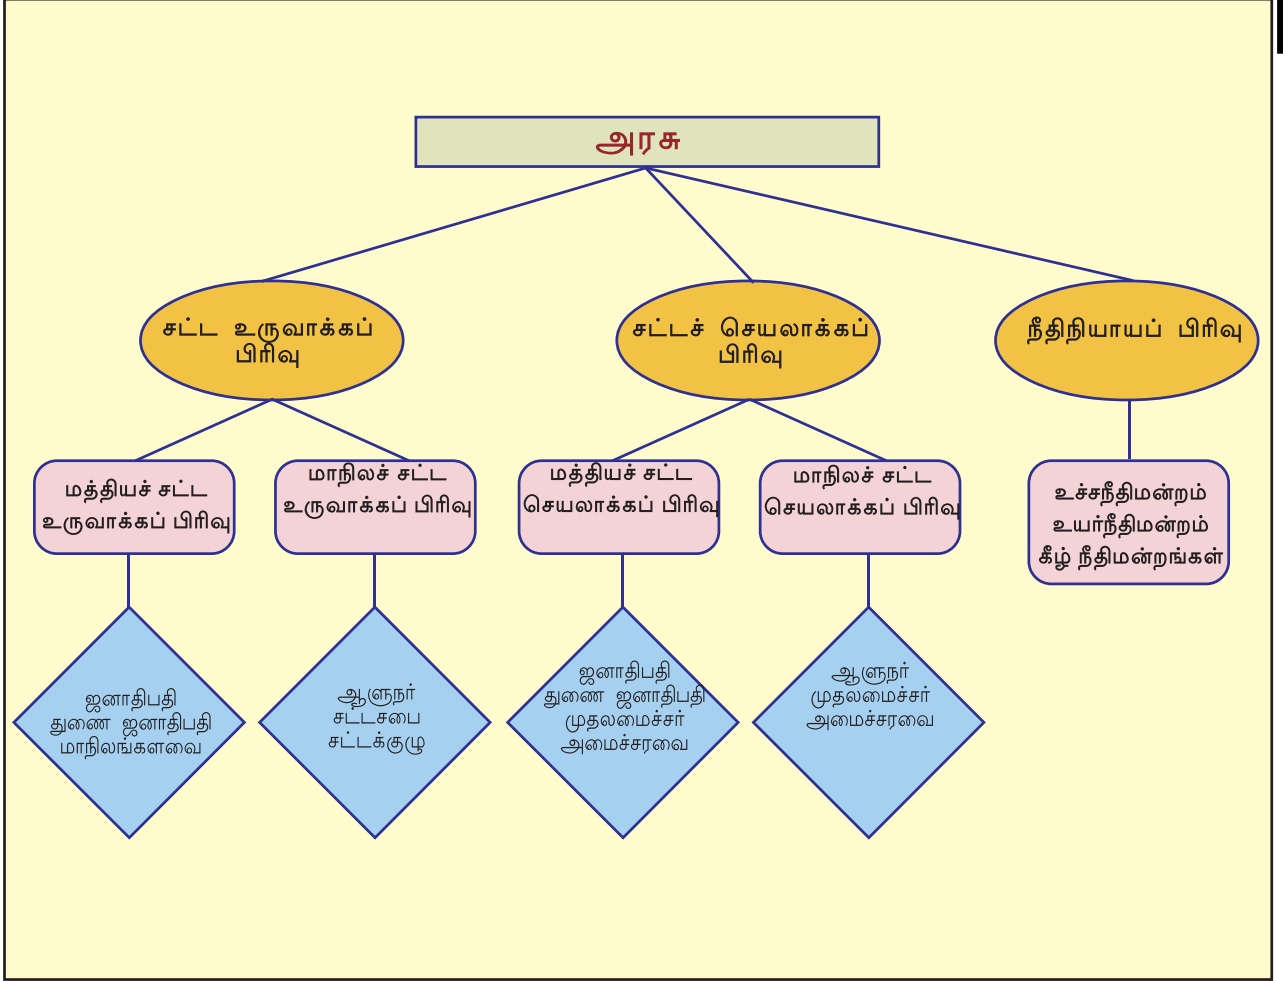 அரசு
சட்ட உருவாக்கப்
பிரிவு
சட்டச் செயலாக்கப்
பிரிவு
நீதிநியாயப் பிரிவு
மத்தியச் சட்ட
உருவாக்கப் பிரிவு
மாநிலச் சட்ட
உருவாக்கப் பிரிவு
மத்தியச் சட்ட
செயலாக்கப் பிரிவு
மாநிலச் சட்ட
செயலாக்கப் பிரிவு
உச்சநீதிமன்றம்
உயர்நீதிமன்றம்
கீழ் நீதிமன்றங்கள்
ஜனாதிபதி
துணை ஜனாதிபதி
மாநிலங்களவை
ஆளுநர்
சட்டசபை
சட்டக்குழு
ஜனாதிபதி
துணை ஜனாதிபதி
முதலமைச்சர்
அமைச்சரவை
ஆளுநர்
முதலமைச்சர்
அமைச்சரவை